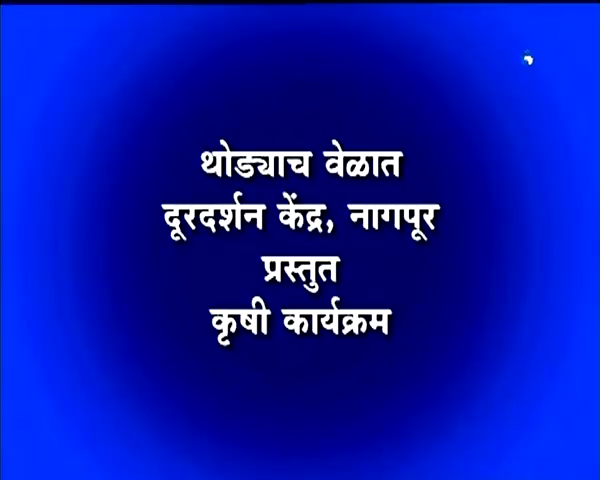 थोड्याच वेळात
दूरदर्शन केंद्र, नागपूर
प्रस्तुत
कृषी कार्यक्रम